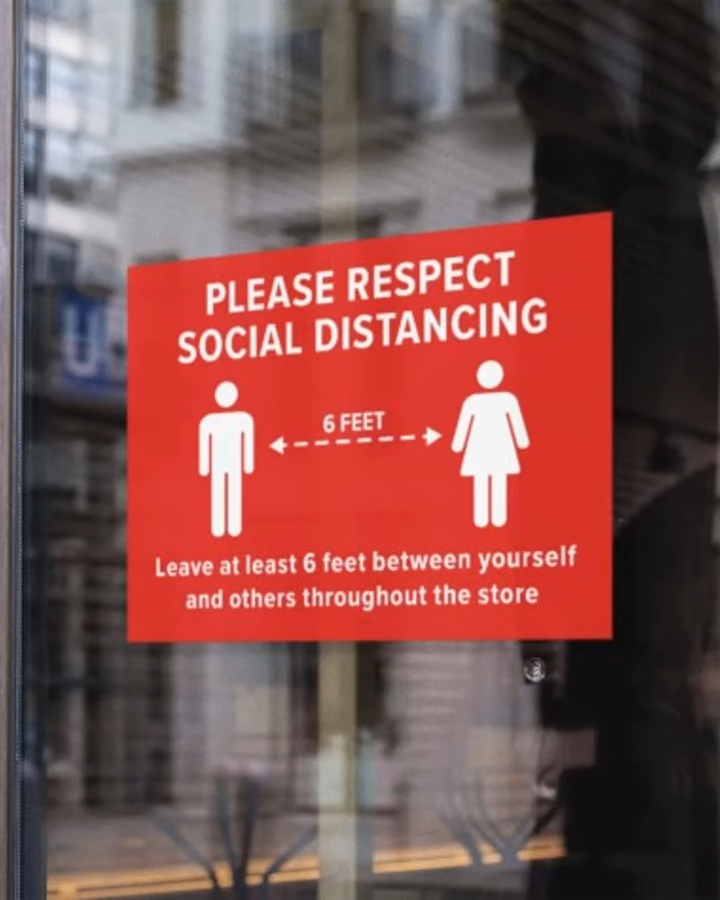 PLEASE RESPECT
SOCIAL DISTANCING
6 FEET
Leave at least 6 feet between yourself
and others throughout the store
U